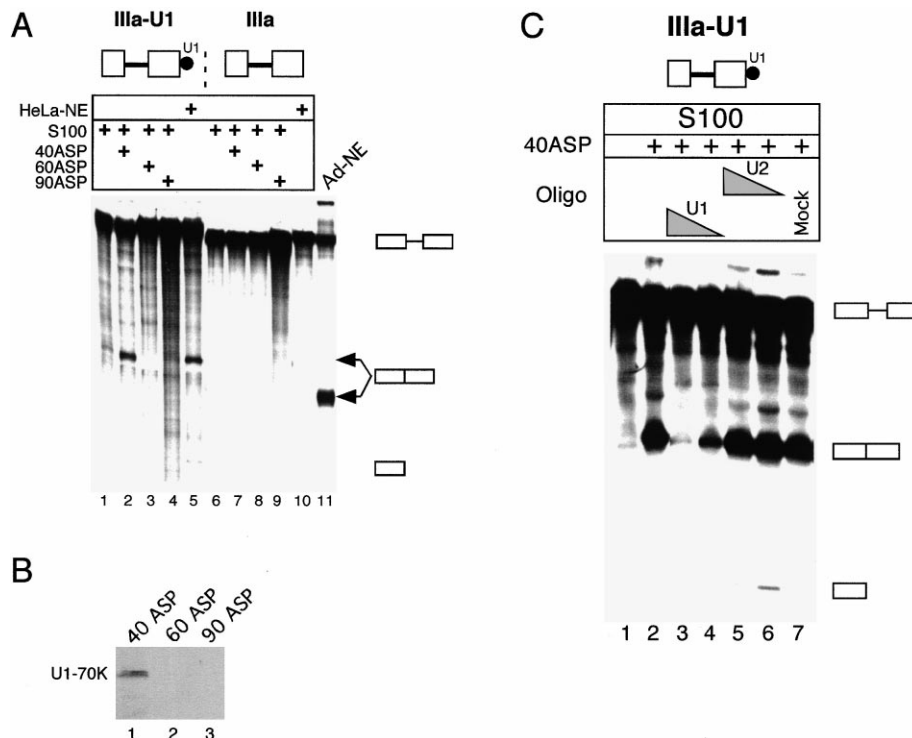 A
IIIa-U1
IIIa
U1
HeLa-NE + +
S100 + + + + + + + +
40ASP + +
60ASP + +
90ASP + +
Ad-NE
1 2 3 4 5 6 7 8 9 10 11
B
40 ASP
60 ASP
90 ASP
U1-70K
1 2 3
C
IIIa-U1
U1
S100
40ASP + + + + + +
Oligo
U1
U2
Mock
1 2 3 4 5 6 7